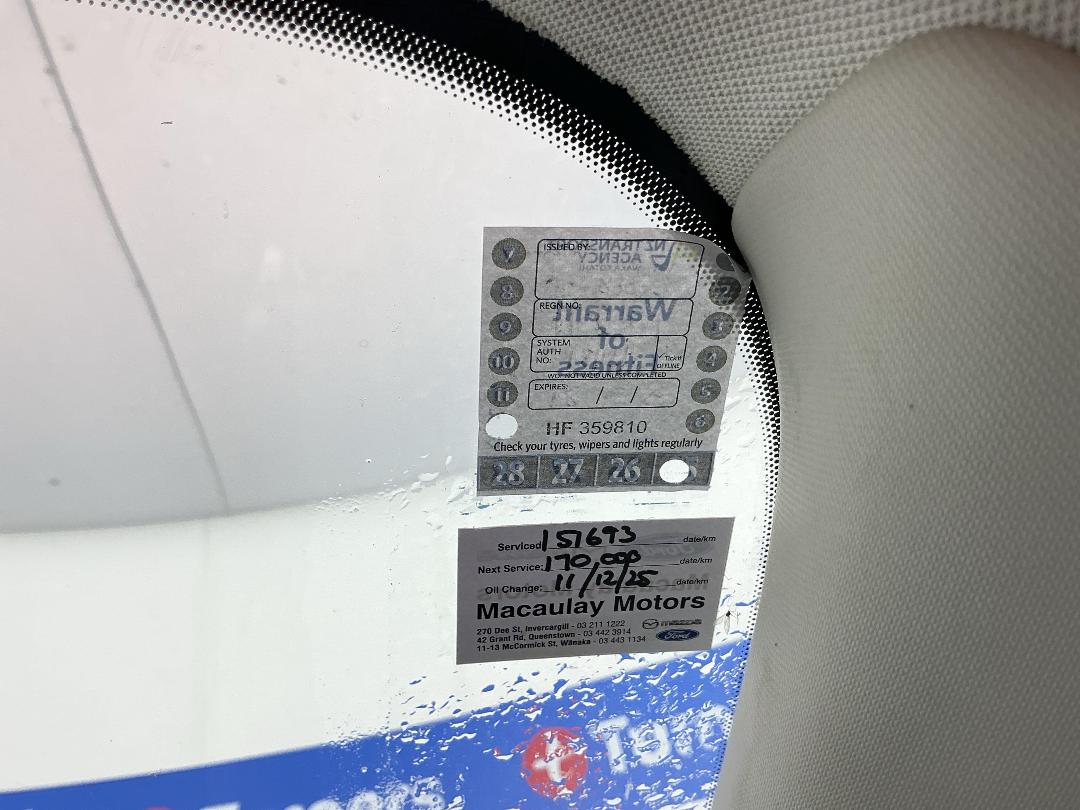 7
8
9
10
11
2
3
4
5
6
ISSUED BY:
NZ TRANSPORT
AGENCY
WAKA KOTAHI
REGN NO:
Warrant
of
Fitness
SYSTEM
AUTH
NO:
✓Tick if
OFFLINE
WOF NOT VALID UNLESS COMPLETED
EXPIRES: / /
HF 359810
Check your tyres, wipers and lights regularly
28 27 26
Serviced 151693 date/km
Next Service: 170,000 date/km
Oil Change: 11/12/25 date/km
Macaulay Motors
270 Dee St, Invercargill - 03 211 1222
42 Grant Rd, Queenstown - 03 442 3914
11-13 McCormick St, Wānaka - 03 443 1134
mazda
Ford